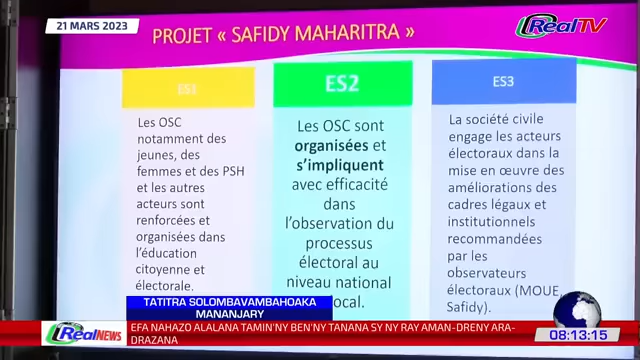 21 MARS 2023
RealTV
PROJET « SAFIDY MAHARITRA »
ES1
Les OSC
notamment des
jeunes, des
femmes et des PSH
et les autres
acteurs sont
renforcées et
organisées dans
l'éducation
citoyenne et
électorale.
ES2
Les OSC sont
organisées et
s'impliquent
avec efficacité
dans
l'observation du
processus
électoral au
niveau national
local.
ES3
La société civile
engage les acteurs
électoraux dans la
mise en œuvre des
améliorations des
cadres légaux et
institutionnels
recommandées
par les
observateurs
électoraux (MOUE,
Safidy).
TATITRA SOLOMBAVAMBAHOAKA
MANANJARY
Real NEWS
EFA NAHAZO ALALANA TAMIN'NY BEN'NY TANANA SY NY RAY AMAN-DRENY ARA-
DRAZANA
08:13:15